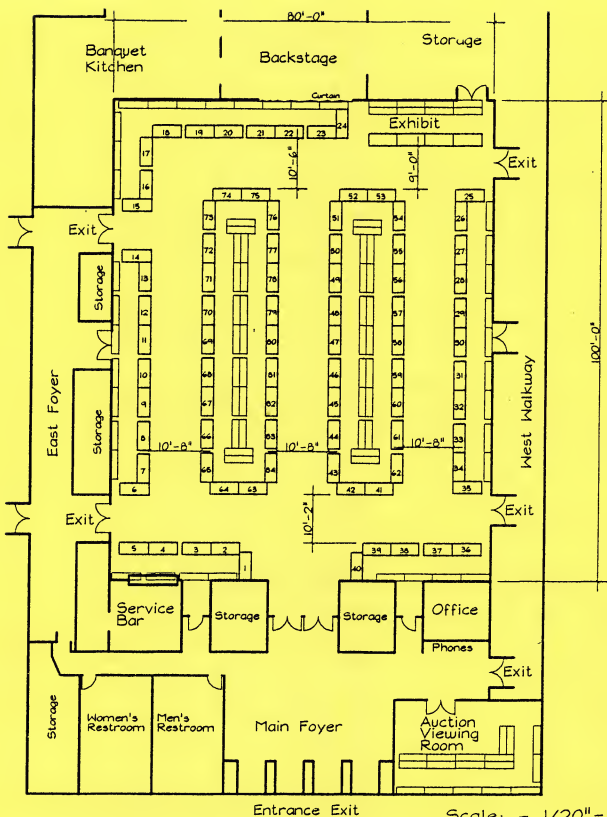 80'-0"
Banquet
Kitchen
Backstage
Storage
Curtain
Exhibit
18 19 20 21 22 23 24
17
16
15
10'-6"
9'-0"
Exit
Exit
74 75
52 53
25
73 76 51 54 26
72 77 50 55 27
71 78 49 56 28
70 79 48 57 29
69 80 47 58 30
68 81 46 59 31
67 82 45 60 32
66 83 44 61 33
65 84 43 62 34
64 63
42 41
35
14
13
12
11
10
9
8
7
6
Storage
Storage
East Foyer
West Walkway
100'-0"
10'-8" 10'-8" 10'-8"
10'-2"
Exit
Exit
5 4 3 2
1
39 38 37 36
40
Service
Bar
Storage
Storage
Office
Phones
Exit
Storage
Women's
Restroom
Men's
Restroom
Main Foyer
Auction
Viewing
Room
Entrance Exit